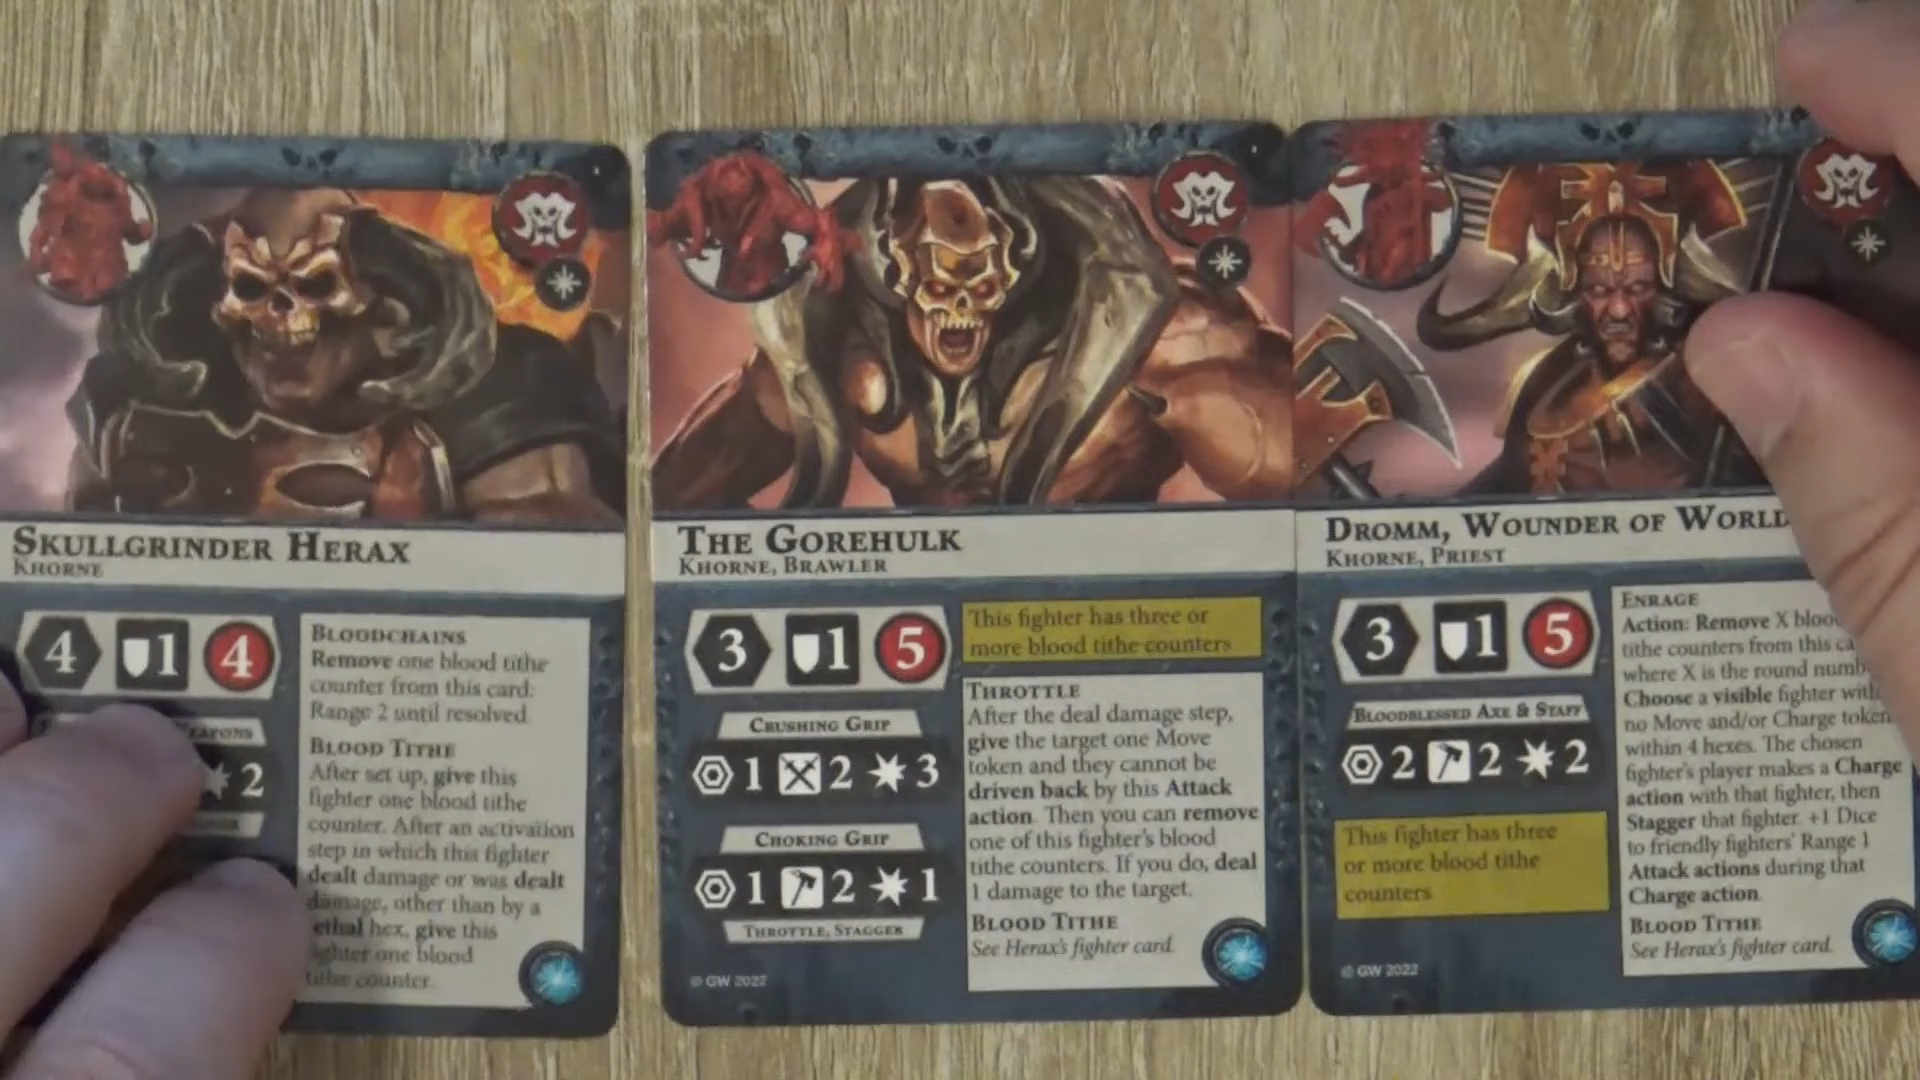 SKULLGRINDER HERAX
KHORNE
4 1 4
2
BLOODCHAINS
Remove one blood tithe
counter from this card:
Range 2 until resolved.
BLOOD TITHE
After set up, give this
fighter one blood tithe
counter. After an activation
step in which this fighter
dealt damage or was dealt
damage, other than by a
lethal hex, give this
fighter one blood
tithe counter.
THE GOREHULK
KHORNE, BRAWLER
3 1 5
CRUSHING GRIP
1 2 3
CHOKING GRIP
1 2 1
THROTTLE, STAGGER
© GW 2022
This fighter has three or
more blood tithe counters
THROTTLE
After the deal damage step,
give the target one Move
token and they cannot be
driven back by this Attack
action. Then you can remove
one of this fighter's blood
tithe counters. If you do, deal
1 damage to the target.
BLOOD TITHE
See Herax's fighter card.
DROMM, WOUNDER OF WORLD
KHORNE, PRIEST
3 1 5
BLOODBLESSED AXE & STAFF
2 2 2
This fighter has three
or more blood tithe
counters
© GW 2022
ENRAGE
Action: Remove X blood
tithe counters from this
where X is the round
Choose a visible fighter with
no Move and/or Charge token
within 4 hexes. The chosen
fighter's player makes a Charge
action with that fighter, then
Stagger that fighter. +1 Dice
to friendly fighters' Range 1
Attack actions during that
Charge action.
BLOOD TITHE
See Herax's fighter card.